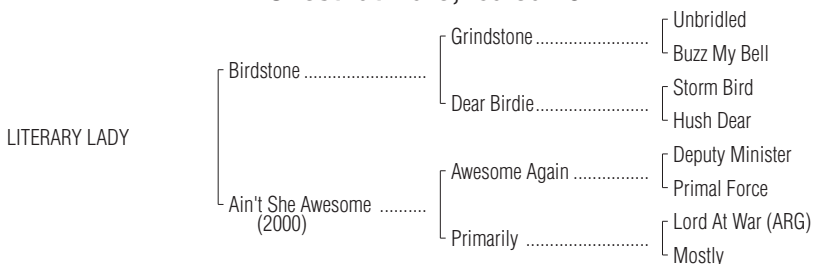 Unbridled
Grindstone
Buzz My Bell
Birdstone
Storm Bird
Dear Birdie
Hush Dear
LITERARY LADY
Deputy Minister
Awesome Again
Primal Force
Ain't She Awesome
(2000)
Lord At War (ARG)
Primarily
Mostly